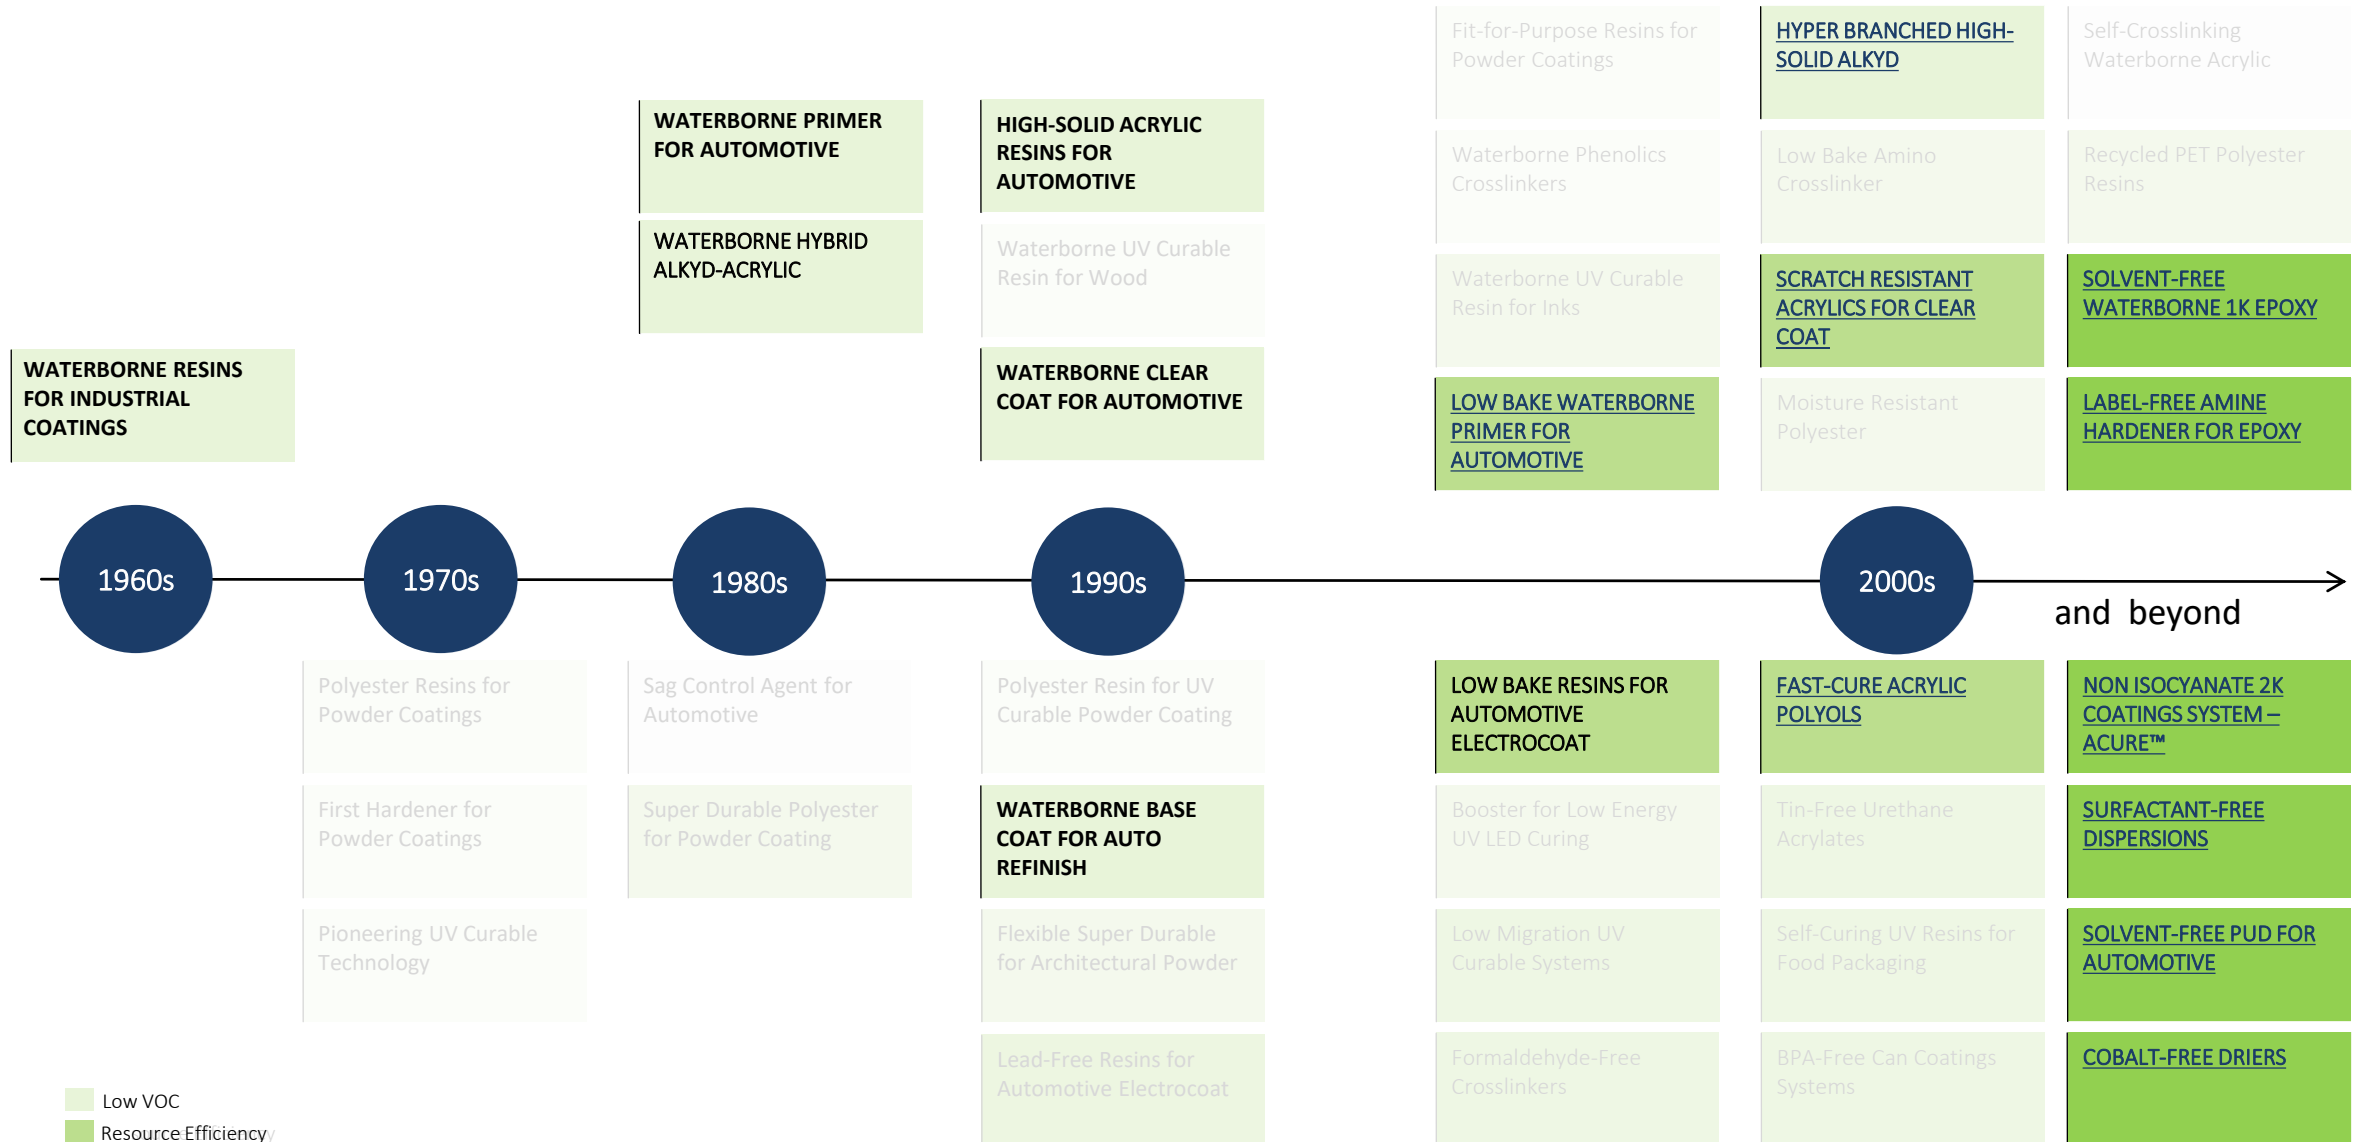 Fit-for-Purpose Resins for
Powder Coatings
HYPER BRANCHED HIGH-
SOLID ALKYD
Self-Crosslinking
Waterborne Acrylic
WATERBORNE PRIMER
FOR AUTOMOTIVE
HIGH-SOLID ACRYLIC
RESINS FOR
AUTOMOTIVE
Waterborne Phenolics
Crosslinkers
Low Bake Amino
Crosslinker
Recycled PET Polyester
Resins
WATERBORNE HYBRID
ALKYD-ACRYLIC
Waterborne UV Curable
Resin for Wood
Waterborne UV Curable
Resin for Inks
SCRATCH RESISTANT
ACRYLICS FOR CLEAR
COAT
SOLVENT-FREE
WATERBORNE 1K EPOXY
WATERBORNE RESINS
FOR INDUSTRIAL
COATINGS
WATERBORNE CLEAR
COAT FOR AUTOMOTIVE
LOW BAKE WATERBORNE
PRIMER FOR
AUTOMOTIVE
Moisture Resistant
Polyester
LABEL-FREE AMINE
HARDENER FOR EPOXY
1960s
1970s
1980s
1990s
2000s
and beyond
Polyester Resins for
Powder Coatings
Sag Control Agent for
Automotive
Polyester Resin for UV
Curable Powder Coating
LOW BAKE RESINS FOR
AUTOMOTIVE
ELECTROCOAT
FAST-CURE ACRYLIC
POLYOLS
NON ISOCYANATE 2K
COATINGS SYSTEM –
ACURE™
First Hardener for
Powder Coatings
Super Durable Polyester
for Powder Coating
WATERBORNE BASE
COAT FOR AUTO
REFINISH
Booster for Low Energy
UV LED Curing
Tin-Free Urethane
Acrylates
SURFACTANT-FREE
DISPERSIONS
Pioneering UV Curable
Technology
Flexible Super Durable
for Architectural Powder
Low Migration UV
Curable Systems
Self-Curing UV Resins for
Food Packaging
SOLVENT-FREE PUD FOR
AUTOMOTIVE
Lead-Free Resins for
Automotive Electrocoat
Formaldehyde-Free
Crosslinkers
BPA-Free Can Coatings
Systems
COBALT-FREE DRIERS
Low VOC
Resource Efficiency